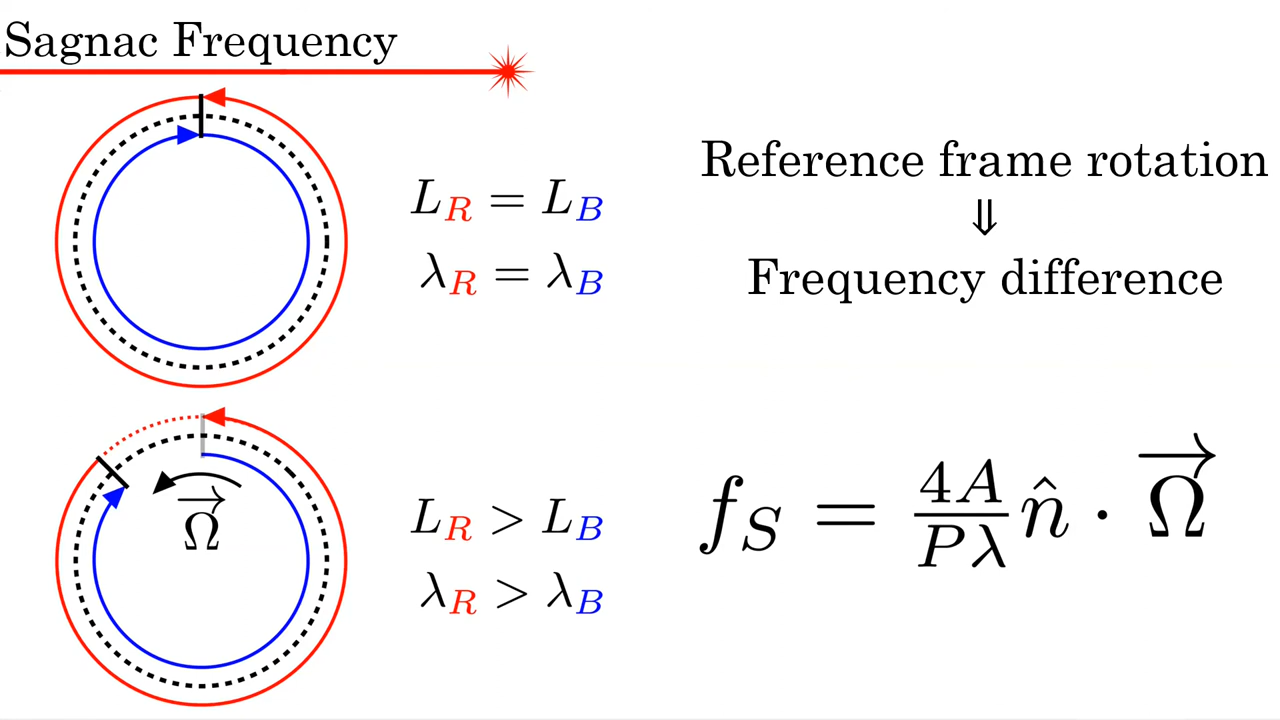 Sagnac Frequency
L_R = L_B
λ_R = λ_B
Reference frame rotation
⇓
Frequency difference
Ω⃗
L_R > L_B
λ_R > λ_B
f_S = 4A/Pλ n̂ · Ω⃗